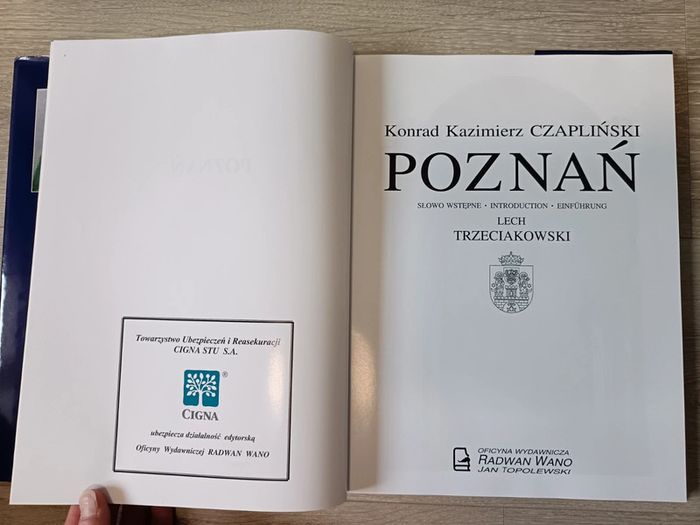 Towarzystwo Ubezpieczeń i Reasekuracji
CIGNA STU S.A.
®
CIGNA
ubezpiecza działalność edytorską
Oficyny Wydawniczej RADWAN WANO
Konrad Kazimierz CZAPLIŃSKI
POZNAŃ
SŁOWO WSTĘPNE • INTRODUCTION • EINFÜHRUNG
LECH
TRZECIAKOWSKI
OFICYNA WYDAWNICZA
RADWAN WANO
JAN TOPOLEWSKI